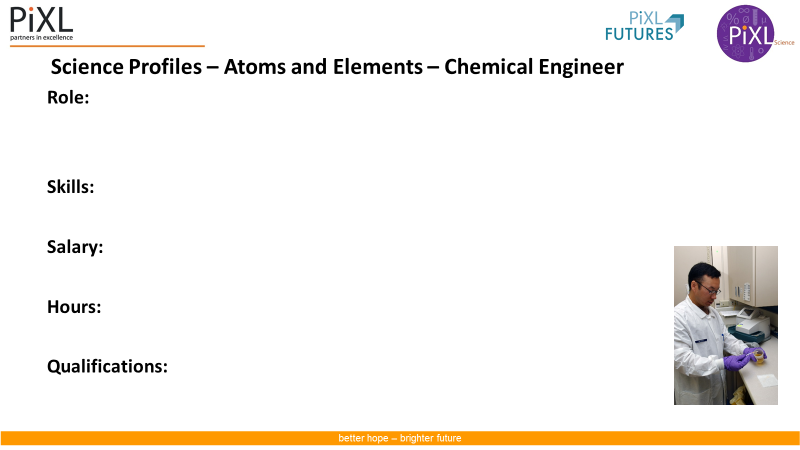 PiXL
partners in excellence
PiXL
FUTURES
PiXL Science
Science Profiles – Atoms and Elements – Chemical Engineer
Role:
Skills:
Salary:
Hours:
Qualifications:
better hope – brighter future